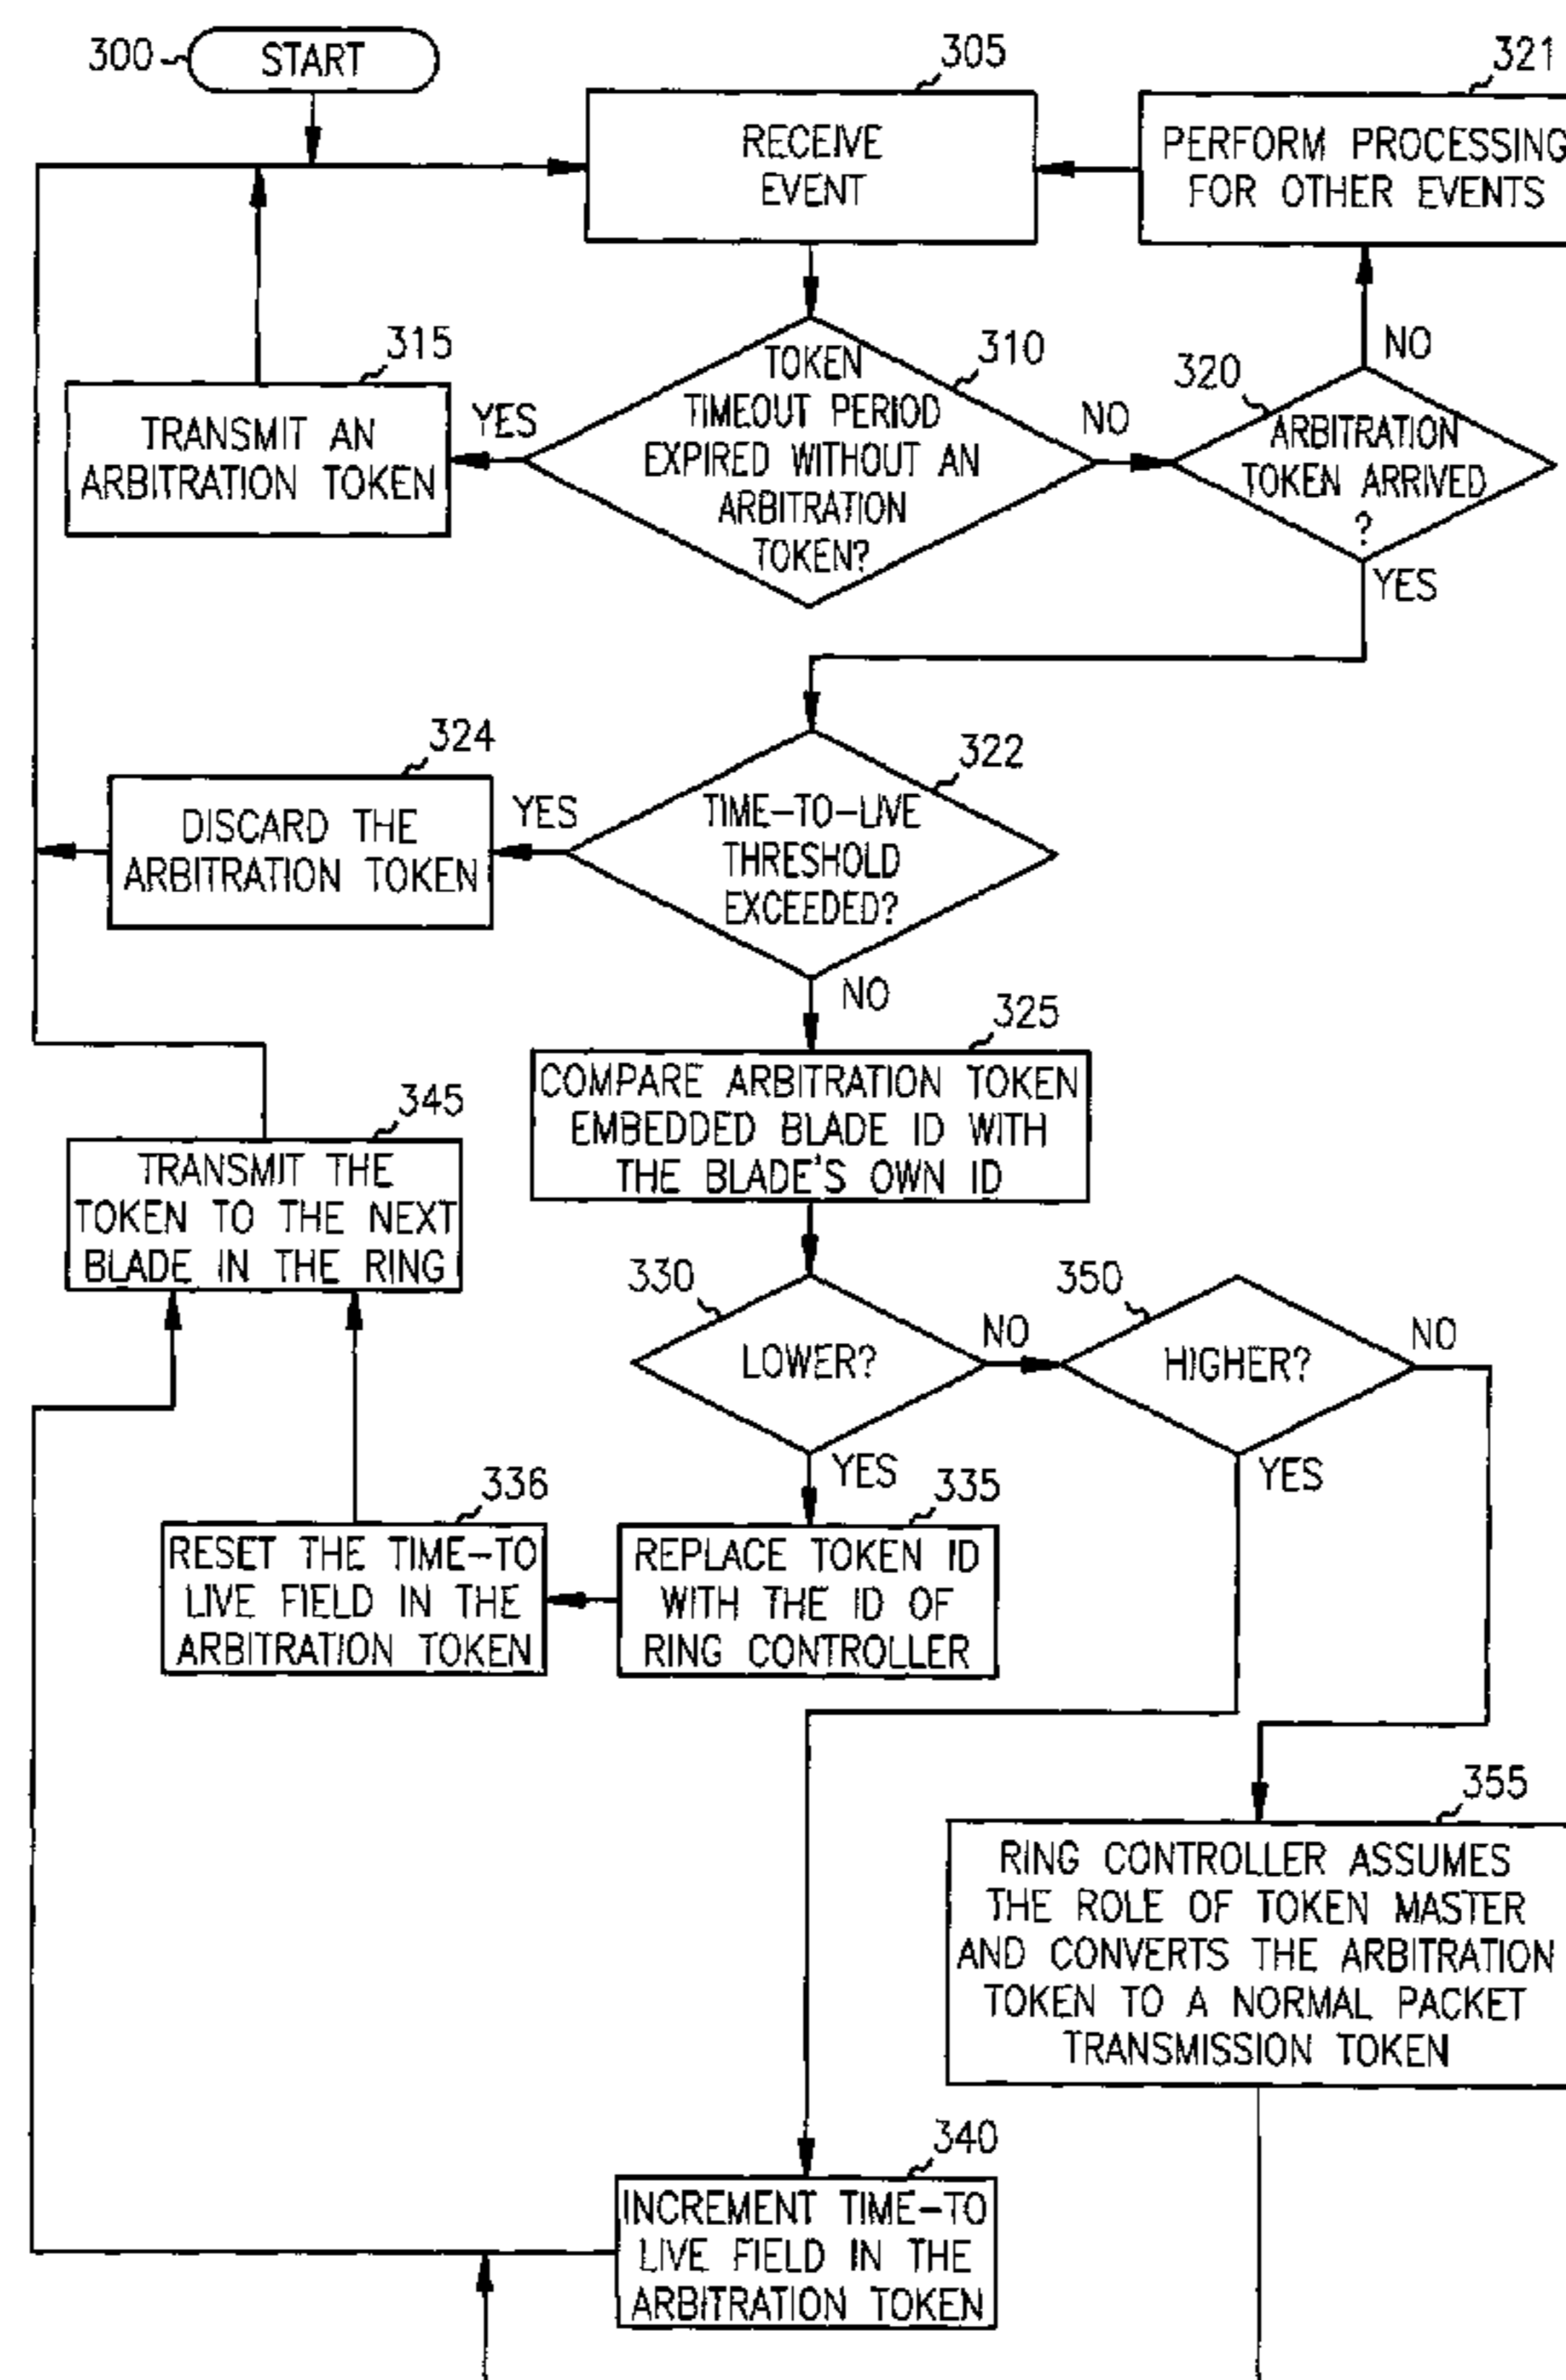 300
START
305
RECEIVE
EVENT
321
PERFORM PROCESSING
FOR OTHER EVENTS
315
TRANSMIT AN
ARBITRATION TOKEN
YES
TOKEN
TIMEOUT PERIOD
EXPIRED WITHOUT AN
ARBITRATION
TOKEN?
310
NO
320
ARBITRATION
TOKEN ARRIVED
?
NO
YES
324
DISCARD THE
ARBITRATION TOKEN
YES
322
TIME-TO-LIVE
THRESHOLD
EXCEEDED?
NO
325
COMPARE ARBITRATION TOKEN
EMBEDDED BLADE ID WITH
THE BLADE'S OWN ID
345
TRANSMIT THE
TOKEN TO THE NEXT
BLADE IN THE RING
330
LOWER?
NO
YES
350
HIGHER?
NO
YES
336
RESET THE TIME-TO
LIVE FIELD IN THE
ARBITRATION TOKEN
335
REPLACE TOKEN ID
WITH THE ID OF
RING CONTROLLER
355
RING CONTROLLER ASSUMES
THE ROLE OF TOKEN MASTER
AND CONVERTS THE ARBITRATION
TOKEN TO A NORMAL PACKET
TRANSMISSION TOKEN
340
INCREMENT TIME-TO
LIVE FIELD IN THE
ARBITRATION TOKEN